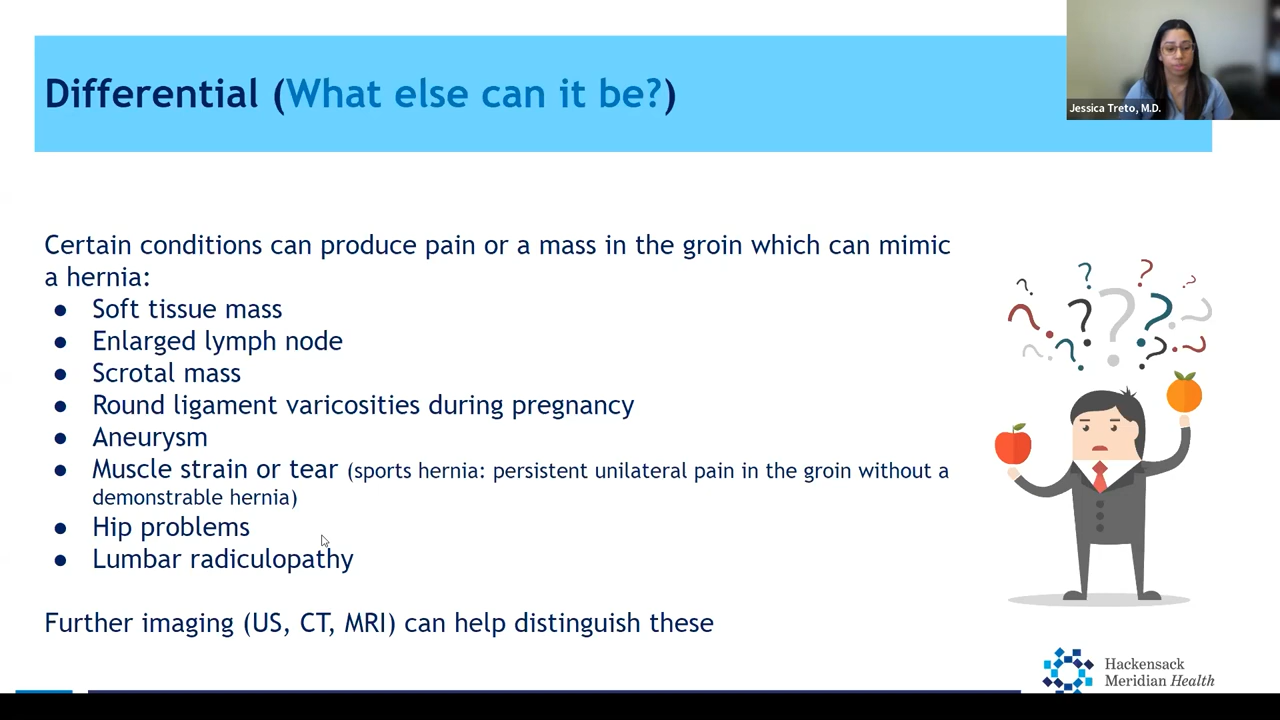 Differential (What else can it be?)
Jessica Treto, M.D.
Certain conditions can produce pain or a mass in the groin which can mimic
a hernia:
● Soft tissue mass
● Enlarged lymph node
● Scrotal mass
● Round ligament varicosities during pregnancy
● Aneurysm
● Muscle strain or tear (sports hernia: persistent unilateral pain in the groin without a
demonstrable hernia)
● Hip problems
● Lumbar radiculopathy
Further imaging (US, CT, MRI) can help distinguish these
? ? ? ? ? ? ? ? ? ? ? ?
Hackensack
Meridian Health